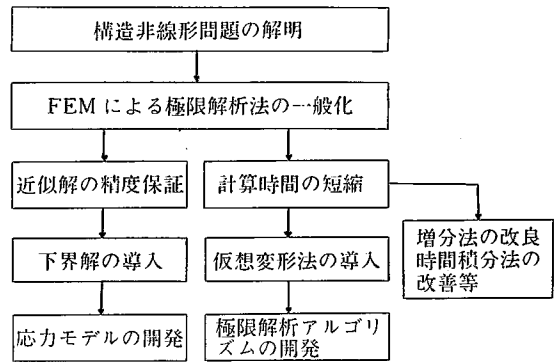 構造非線形問題の解明
FEMによる極限解析法の一般化
近似解の精度保証
計算時間の短縮
下界解の導入
仮想変形法の導入
増分法の改良
時間積分法の
改善等
応力モデルの開発
極限解析アルゴリ
ズムの開発